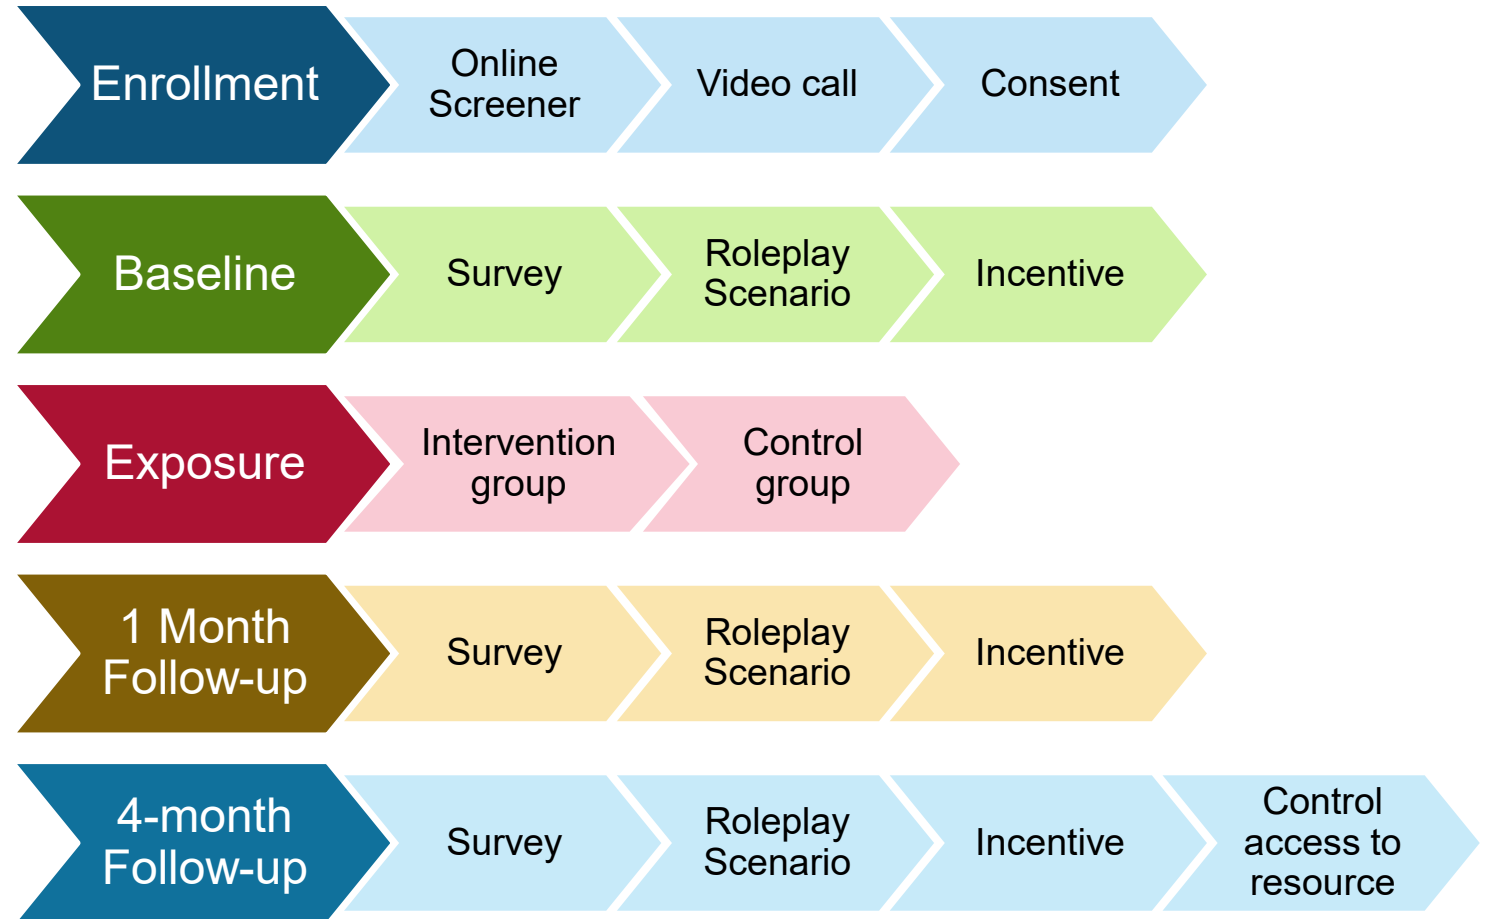 Enrollment
Online
Screener
Video call
Consent
Baseline
Survey
Roleplay
Scenario
Incentive
Exposure
Intervention
group
Control
group
1 Month
Follow-up
Survey
Roleplay
Scenario
Incentive
4-month
Follow-up
Survey
Roleplay
Scenario
Incentive
Control
access to
resource